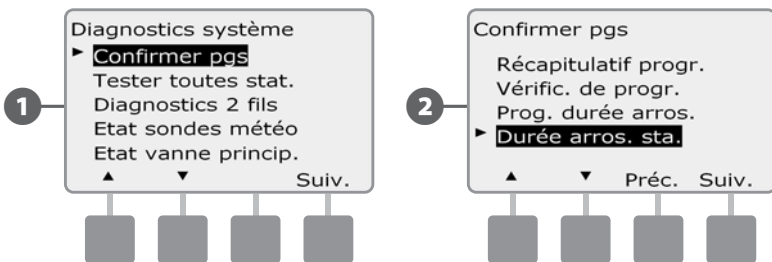 1
Diagnostics système
► Confirmer pgs
Tester toutes stat.
Diagnostics 2 fils
Etat sondes météo
Etat vanne princip.
▲ ▼ Suiv.
2
Confirmer pgs
Récapitulatif progr.
Vérific. de progr.
Prog. durée arros.
► Durée arros. sta.
▲ ▼ Préc. Suiv.